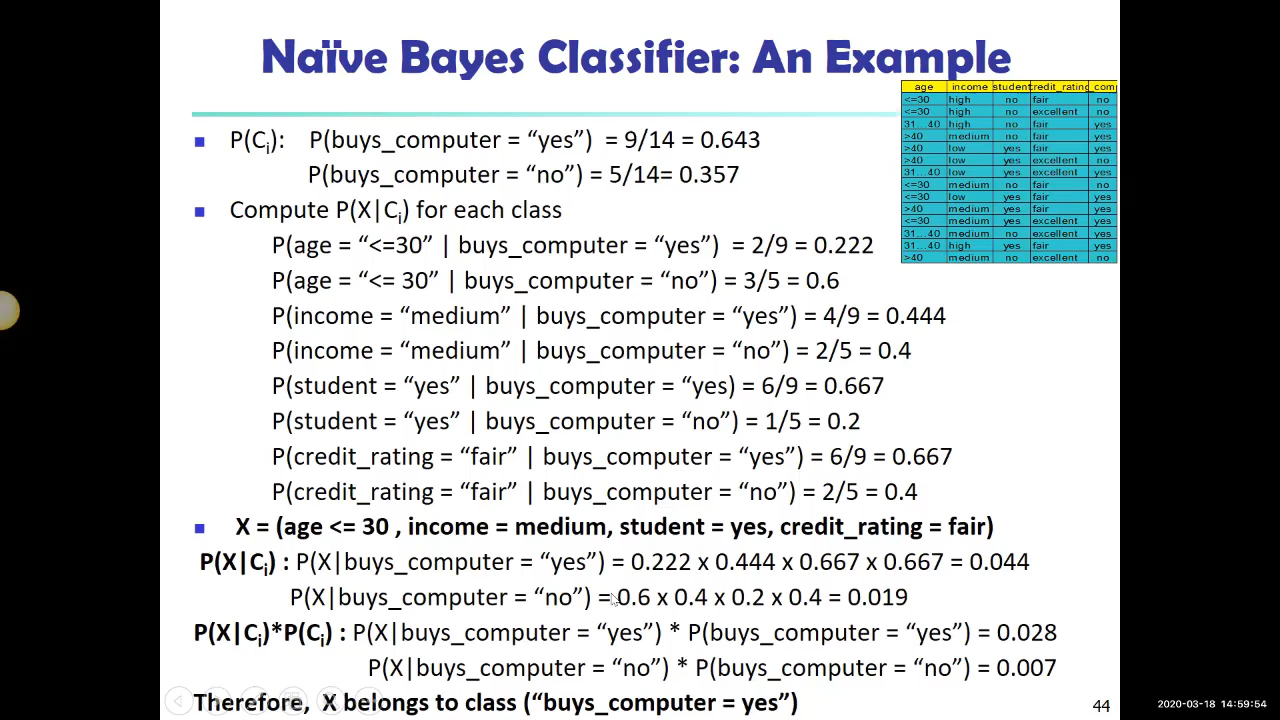 Naïve Bayes Classifier: An Example
age income student credit_rating _comp
<=30 high no fair no
<=30 high no excellent no
31…40 high no fair yes
>40 medium no fair yes
>40 low yes fair yes
>40 low yes excellent no
31…40 low yes excellent yes
<=30 medium no fair no
<=30 low yes fair yes
>40 medium yes fair yes
<=30 medium yes excellent yes
31…40 medium no excellent yes
31…40 high yes fair yes
>40 medium no excellent no
P(Ci): P(buys_computer = “yes”) = 9/14 = 0.643
P(buys_computer = “no”) = 5/14= 0.357
Compute P(X|Ci) for each class
P(age = “<=30” | buys_computer = “yes”) = 2/9 = 0.222
P(age = “<= 30” | buys_computer = “no”) = 3/5 = 0.6
P(income = “medium” | buys_computer = “yes”) = 4/9 = 0.444
P(income = “medium” | buys_computer = “no”) = 2/5 = 0.4
P(student = “yes” | buys_computer = “yes) = 6/9 = 0.667
P(student = “yes” | buys_computer = “no”) = 1/5 = 0.2
P(credit_rating = “fair” | buys_computer = “yes”) = 6/9 = 0.667
P(credit_rating = “fair” | buys_computer = “no”) = 2/5 = 0.4
X = (age <= 30 , income = medium, student = yes, credit_rating = fair)
P(X|Ci) : P(X|buys_computer = “yes”) = 0.222 x 0.444 x 0.667 x 0.667 = 0.044
P(X|buys_computer = “no”) = 0.6 x 0.4 x 0.2 x 0.4 = 0.019
P(X|Ci)*P(Ci) : P(X|buys_computer = “yes”) * P(buys_computer = “yes”) = 0.028
P(X|buys_computer = “no”) * P(buys_computer = “no”) = 0.007
Therefore, X belongs to class (“buys_computer = yes”)
44
2020-03-18 14:59:54